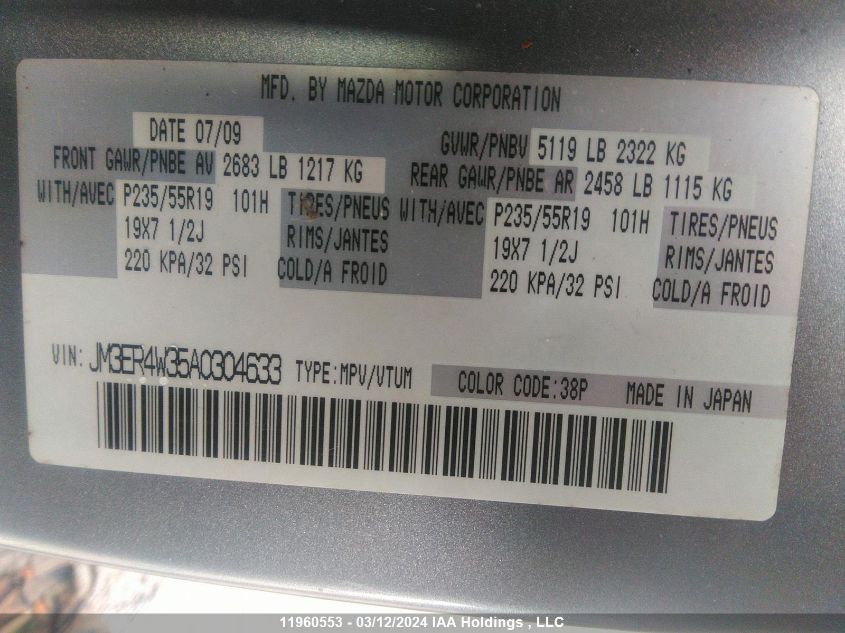 MFD. BY MAZDA MOTOR CORPORATION
DATE 07/09
GVWR/PNBV 5119 LB 2322 KG
FRONT GAWR/PNBE AV 2683 LB 1217 KG
REAR GAWR/PNBE AR 2458 LB 1115 KG
WITH/AVEC P235/55R19 101H TIRES/PNEUS
19X7 1/2J RIMS/JANTES
220 KPA/32 PSI COLD/A FROID
WITH/AVEC P235/55R19 101H TIRES/PNEUS
19X7 1/2J RIMS/JANTES
220 KPA/32 PSI COLD/A FROID
VIN: JM3ER4W35A0304633 TYPE:MPV/VTUM COLOR CODE:38P MADE IN JAPAN
11960553 - 03/12/2024 IAA Holdings , LLC